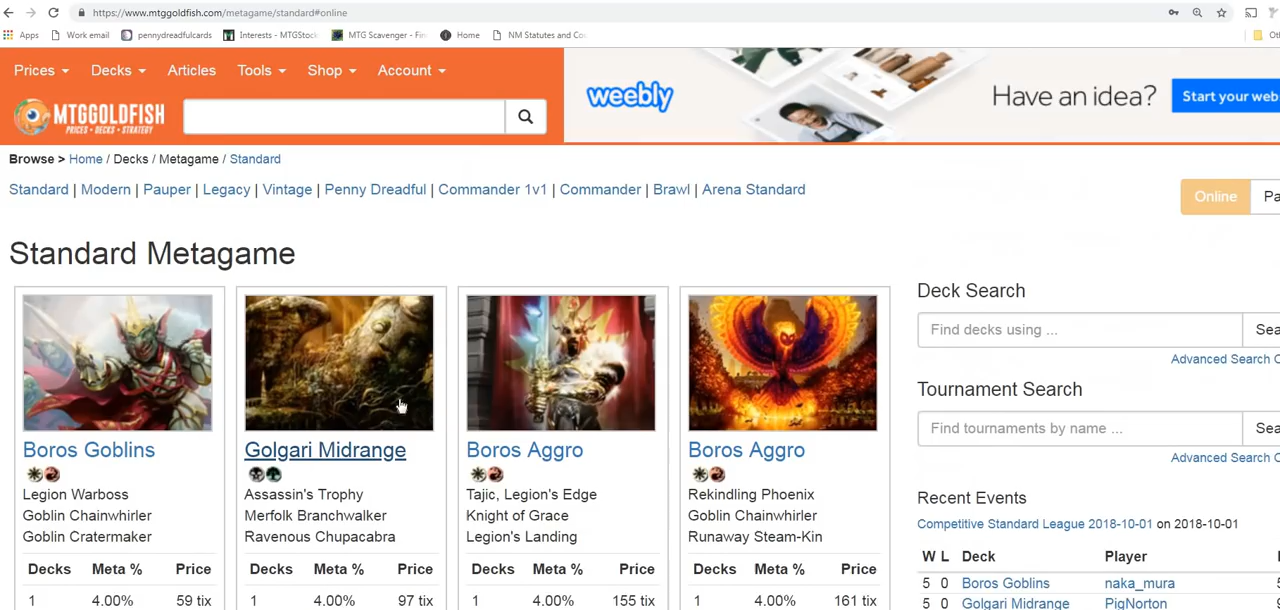 https://www.mtggoldfish.com/metagame/standard#online
Apps Work email pennydreadfulcards Interests - MTGStock MTG Scavenger - Fir Home NM Statutes and Co
Prices Decks Articles Tools Shop Account
MTGGOLDFISH
PRICES • DECKS • STRATEGY
weebly Have an idea? Start your web
Browse > Home / Decks / Metagame / Standard
Standard | Modern | Pauper | Legacy | Vintage | Penny Dreadful | Commander 1v1 | Commander | Brawl | Arena Standard
Online Pa
Standard Metagame
Boros Goblins
Legion Warboss
Goblin Chainwhirler
Goblin Cratermaker
Decks Meta % Price
1 4.00% 59 tix
Golgari Midrange
Assassin's Trophy
Merfolk Branchwalker
Ravenous Chupacabra
Decks Meta % Price
1 4.00% 97 tix
Boros Aggro
Tajic, Legion's Edge
Knight of Grace
Legion's Landing
Decks Meta % Price
1 4.00% 155 tix
Boros Aggro
Rekindling Phoenix
Goblin Chainwhirler
Runaway Steam-Kin
Decks Meta % Price
1 4.00% 161 tix
Deck Search
Find decks using ... Sea
Advanced Search C
Tournament Search
Find tournaments by name ... Sea
Advanced Search C
Recent Events
Competitive Standard League 2018-10-01 on 2018-10-01
W L Deck Player
5 0 Boros Goblins naka_mura
5 0 Golgari Midrange PigNorton